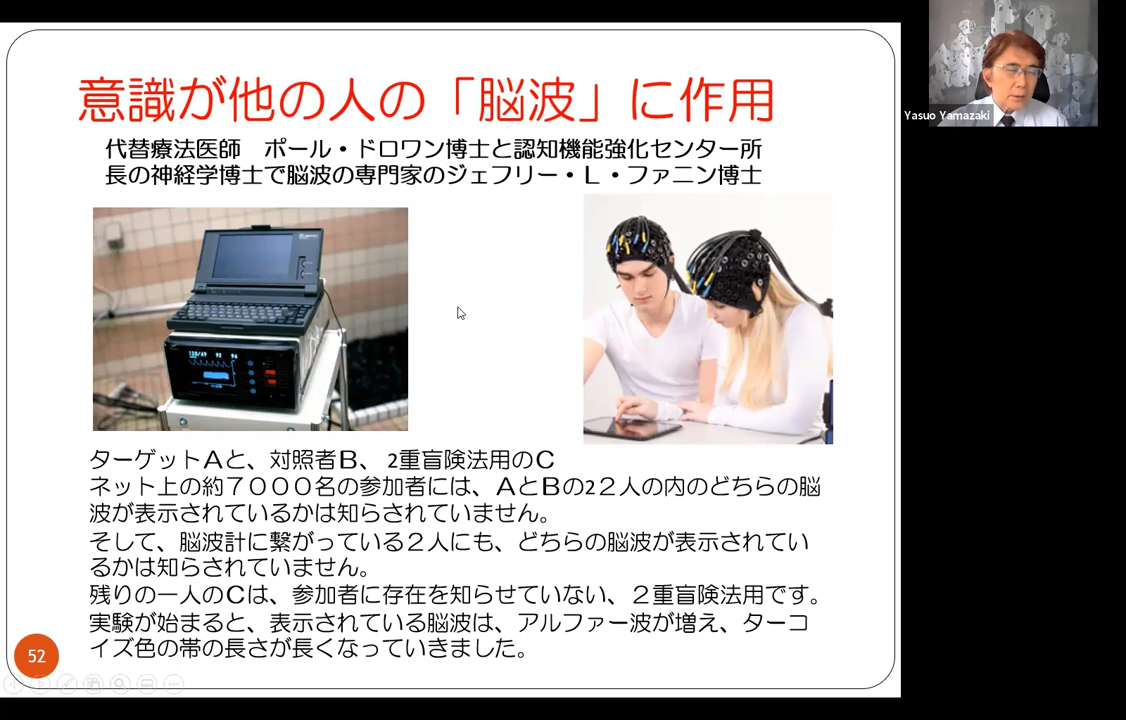 意識が他の人の「脳波」に作用
代替療法医師　ポール・ドロワン博士と認知機能強化センター所
長の神経学博士で脳波の専門家のジェフリー・L・ファニン博士
Yasuo Yamazaki
128/49 92 96
ターゲットAと、対照者B、 2重盲険法用のC
ネット上の約７０００名の参加者には、AとBの2２人の内のどちらの脳
波が表示されているかは知らされていません。
そして、脳波計に繋がっている２人にも、どちらの脳波が表示されてい
るかは知らされていません。
残りの一人のCは、参加者に存在を知らせていない、２重盲険法用です。
実験が始まると、表示されている脳波は、アルファー波が増え、ターコ
イズ色の帯の長さが長くなっていきました。
52